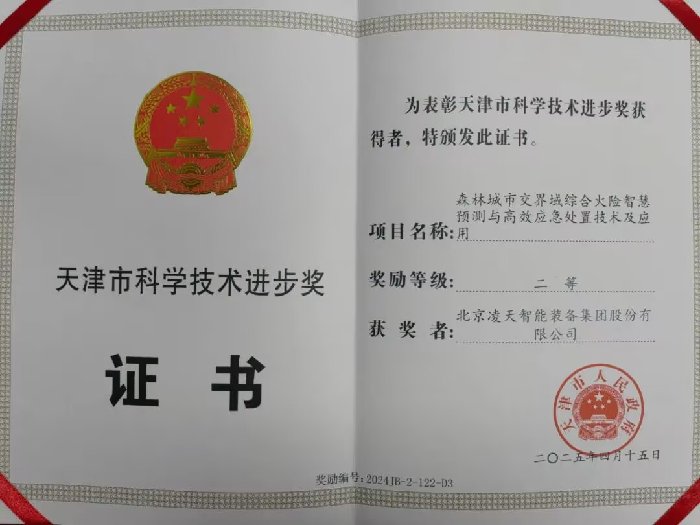 天津市科学技术进步奖
证书
为表彰天津市科学技术进步奖获
得者，特颁发此证书。
森林城市交界域综合火险智慧
预测与高效应急处置技术及应
项目名称：用
奖励等级：二 等
获奖者：北京凌天智能装备集团股份有
限公司
天津市人民政府
二〇二五年四月十五日
奖励编号：2024JB-2-122-D3